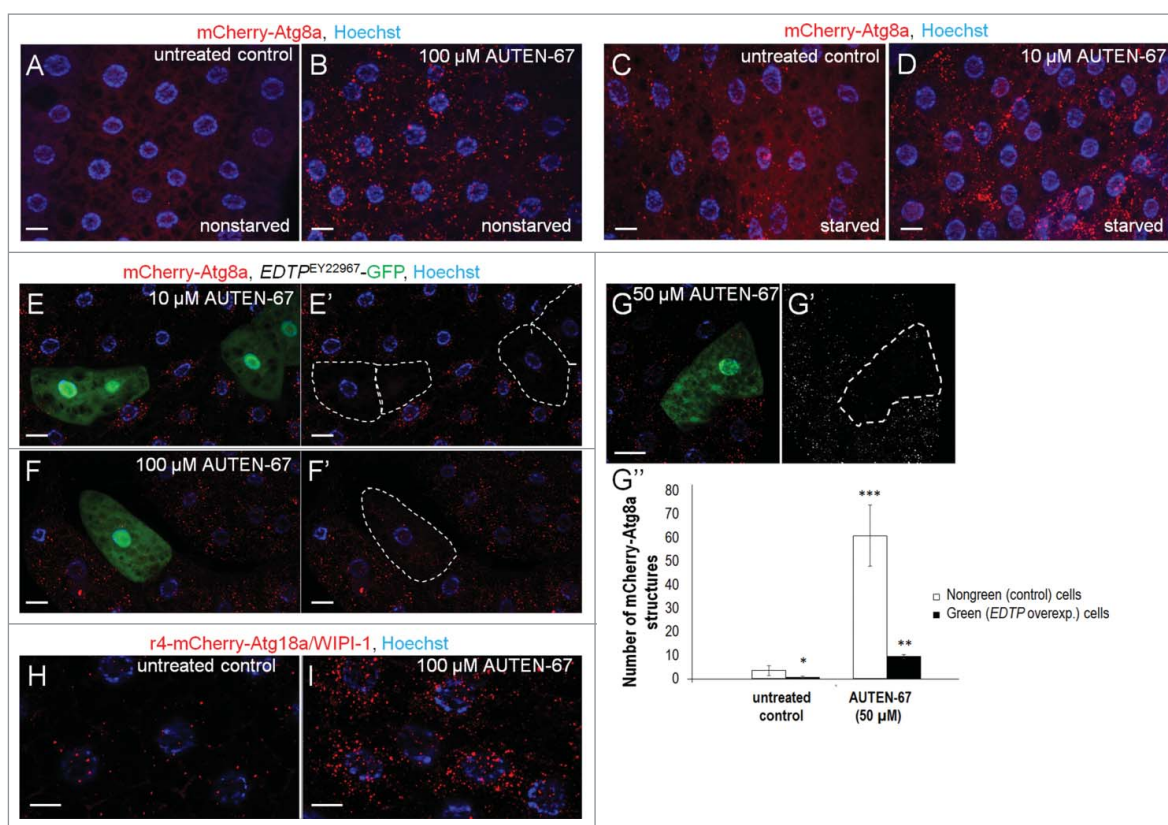 mCherry-Atg8a, Hoechst
A
untreated control
nonstarved
B
100 µM AUTEN-67
nonstarved
mCherry-Atg8a, Hoechst
C
untreated control
starved
D
10 µM AUTEN-67
starved
mCherry-Atg8a, EDTPEY22967-GFP, Hoechst
E
10 µM AUTEN-67
E'
F
100 µM AUTEN-67
F'
G
50 µM AUTEN-67
G'
G''
Number of mCherry-Atg8a
structures
80
70
60
50
40
30
20
10
0
*
***
**
untreated
control
AUTEN-67
(50 µM)
Nongreen (control) cells
Green (EDTP overexp.) cells
r4-mCherry-Atg18a/WIPI-1, Hoechst
H
untreated control
I
100 µM AUTEN-67